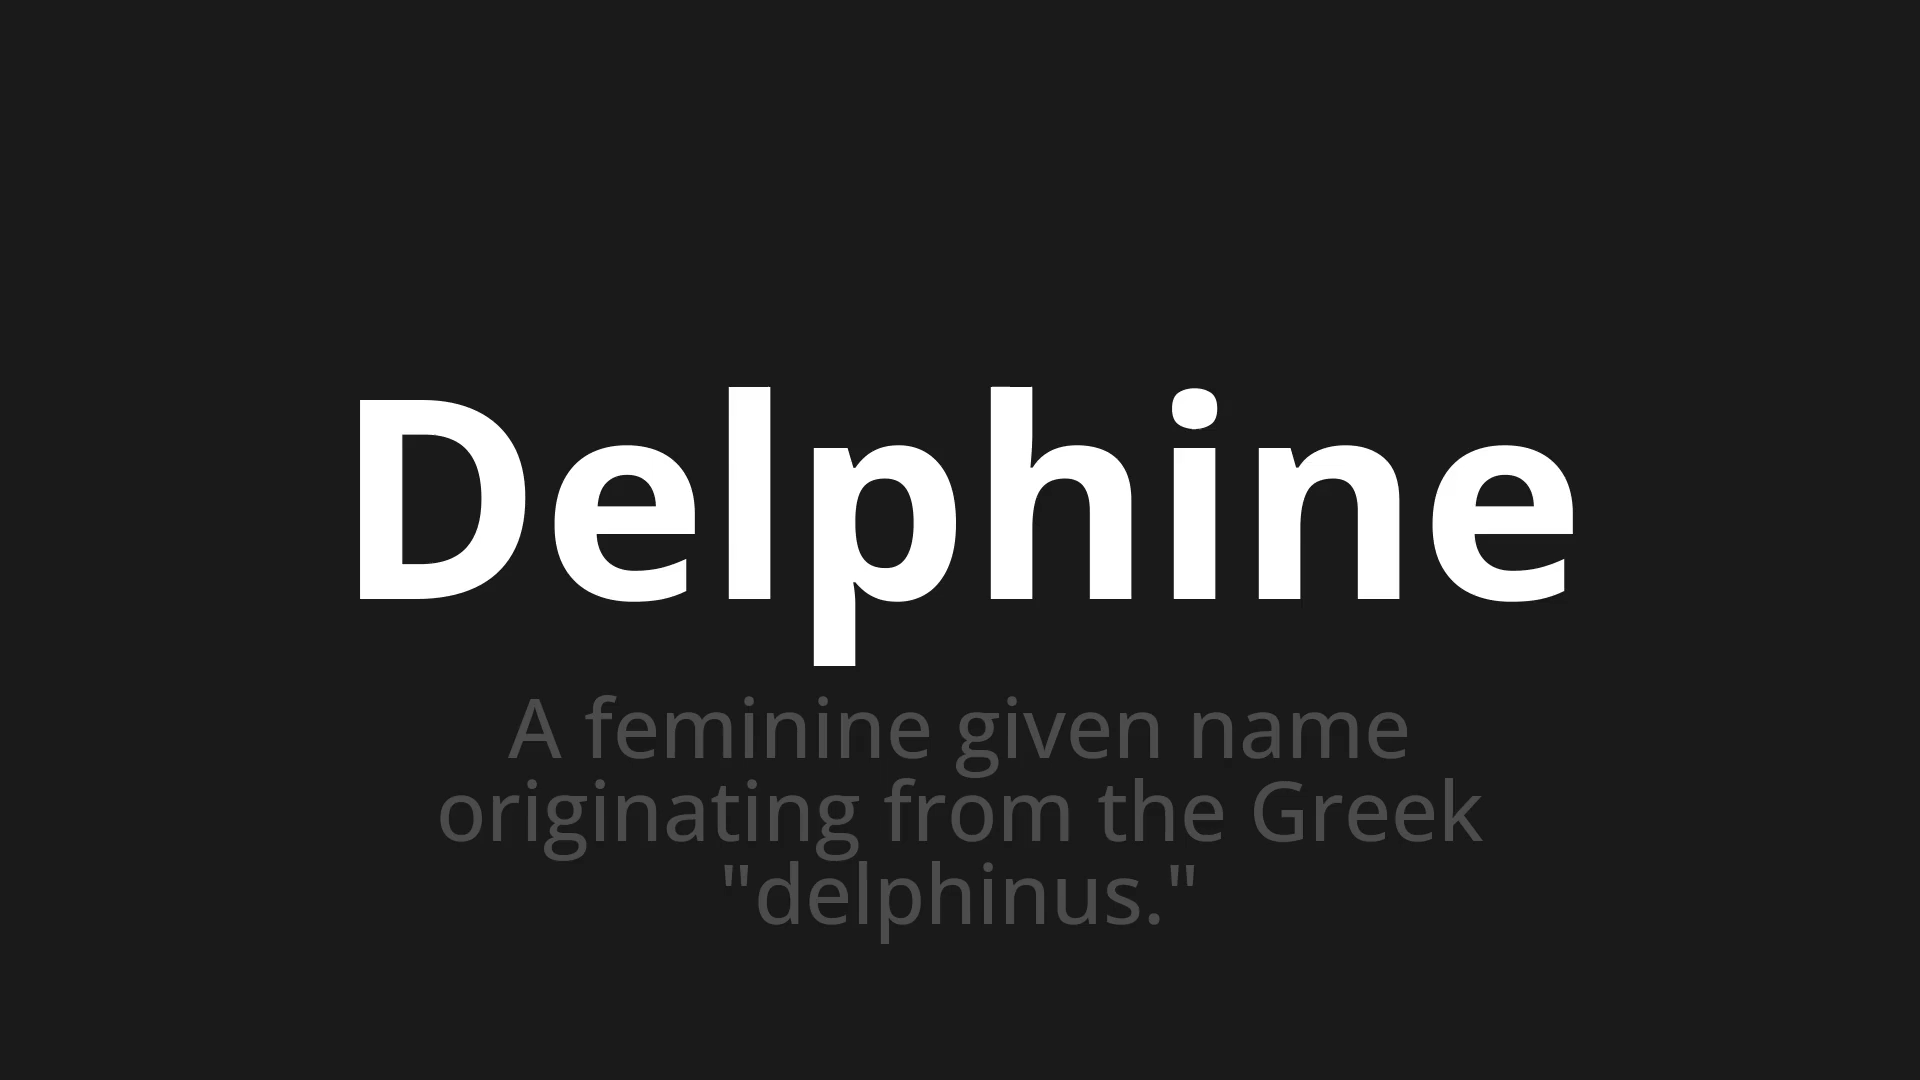 Delphine
A feminine given name
originating from the Greek
"delphinus."